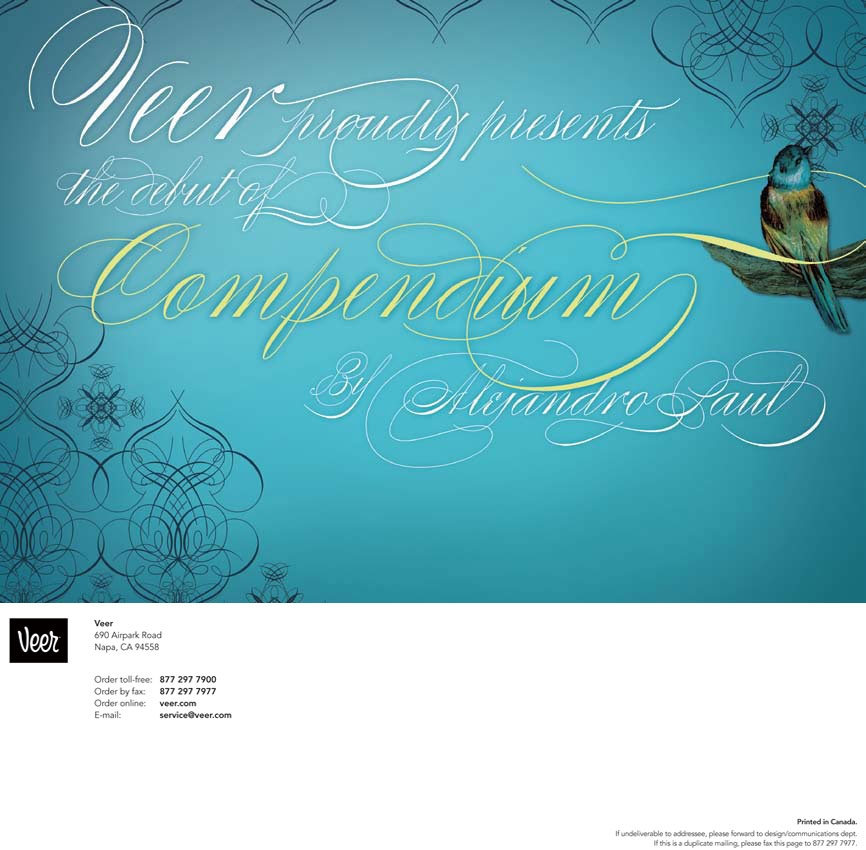 Veer proudly presents
the debut of
Compendium
By Alejandro Paul
Veer
Veer
690 Airpark Road
Napa, CA 94558
Order toll-free: 877 297 7900
Order by fax: 877 297 7977
Order online: veer.com
E-mail: service@veer.com
Printed in Canada.
If undeliverable to addressee, please forward to design/communications dept.
If this is a duplicate mailing, please fax this page to 877 297 7977.